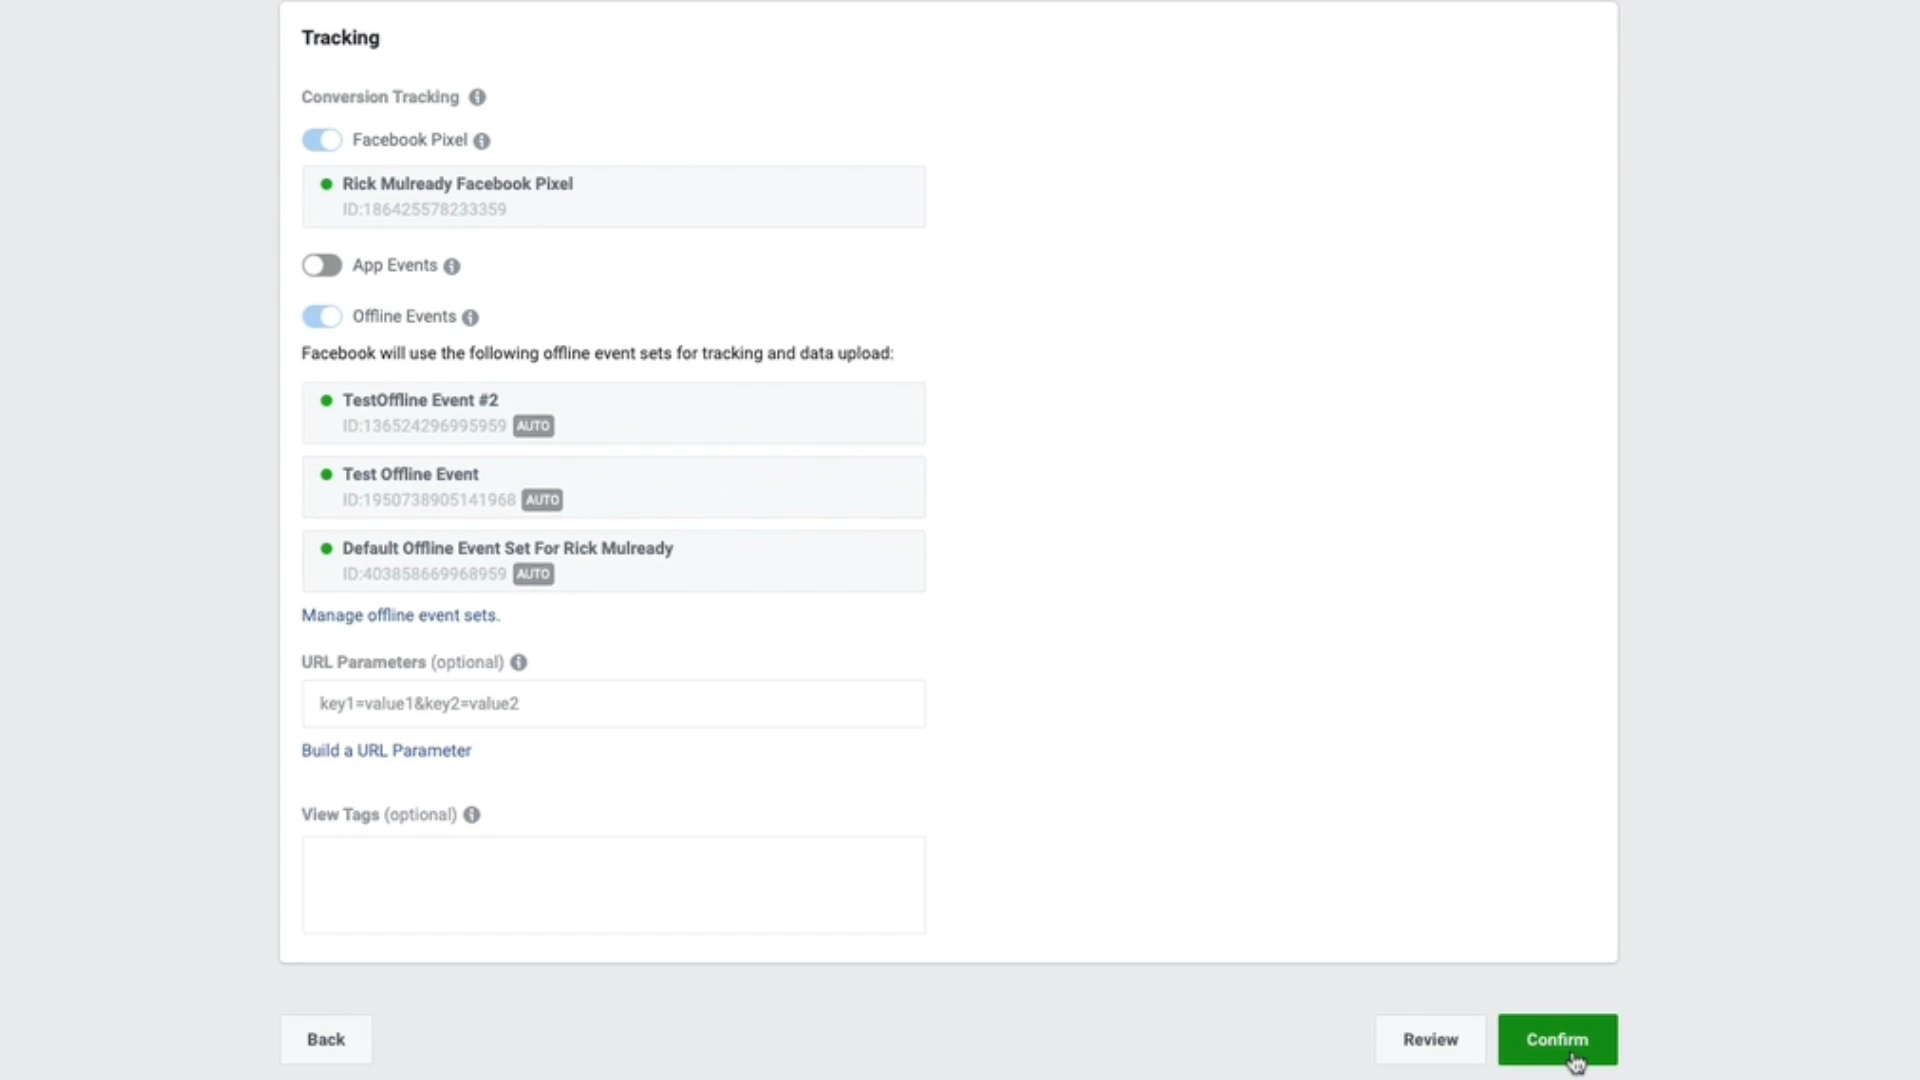 Tracking
Conversion Tracking
Facebook Pixel
Rick Mulready Facebook Pixel
ID:186425578233359
App Events
Offline Events
Facebook will use the following offline event sets for tracking and data upload:
TestOffline Event #2
ID:136524296995959 AUTO
Test Offline Event
ID:1950738905141968 AUTO
Default Offline Event Set For Rick Mulready
ID:403858669968959 AUTO
Manage offline event sets.
URL Parameters (optional)
key1=value1&key2=value2
Build a URL Parameter
View Tags (optional)
Back
Review
Confirm